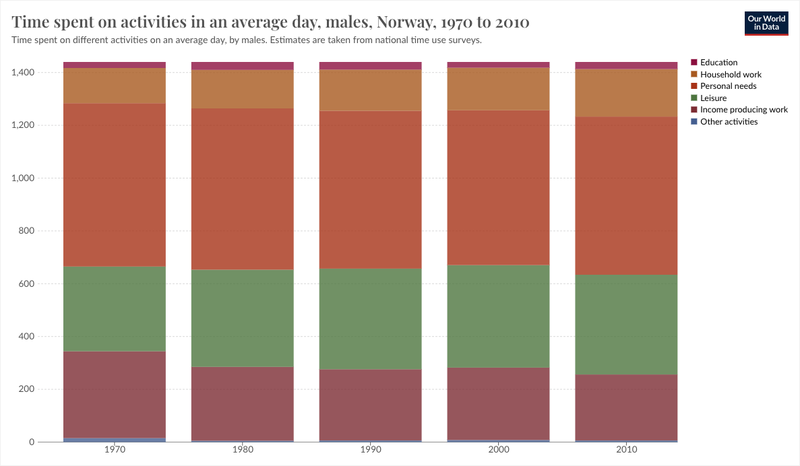 Time spent on activities in an average day, males, Norway, 1970 to 2010
Time spent on different activities on an average day, by males. Estimates are taken from national time use surveys.
Our World
in Data
1,400
1,200
1,000
800
600
400
200
0
1970
1980
1990
2000
2010
Education
Household work
Personal needs
Leisure
Income producing work
Other activities